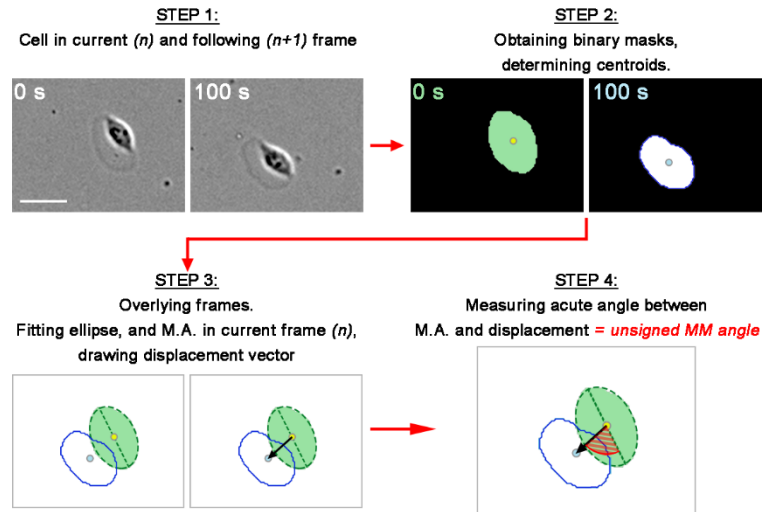 STEP 1:
Cell in current (n) and following (n+1) frame
0 s
100 s
STEP 2:
Obtaining binary masks,
determining centroids.
0 s
100 s
STEP 3:
Overlying frames.
Fitting ellipse, and M.A. in current frame (n),
drawing displacement vector
STEP 4:
Measuring acute angle between
M.A. and displacement = unsigned MM angle